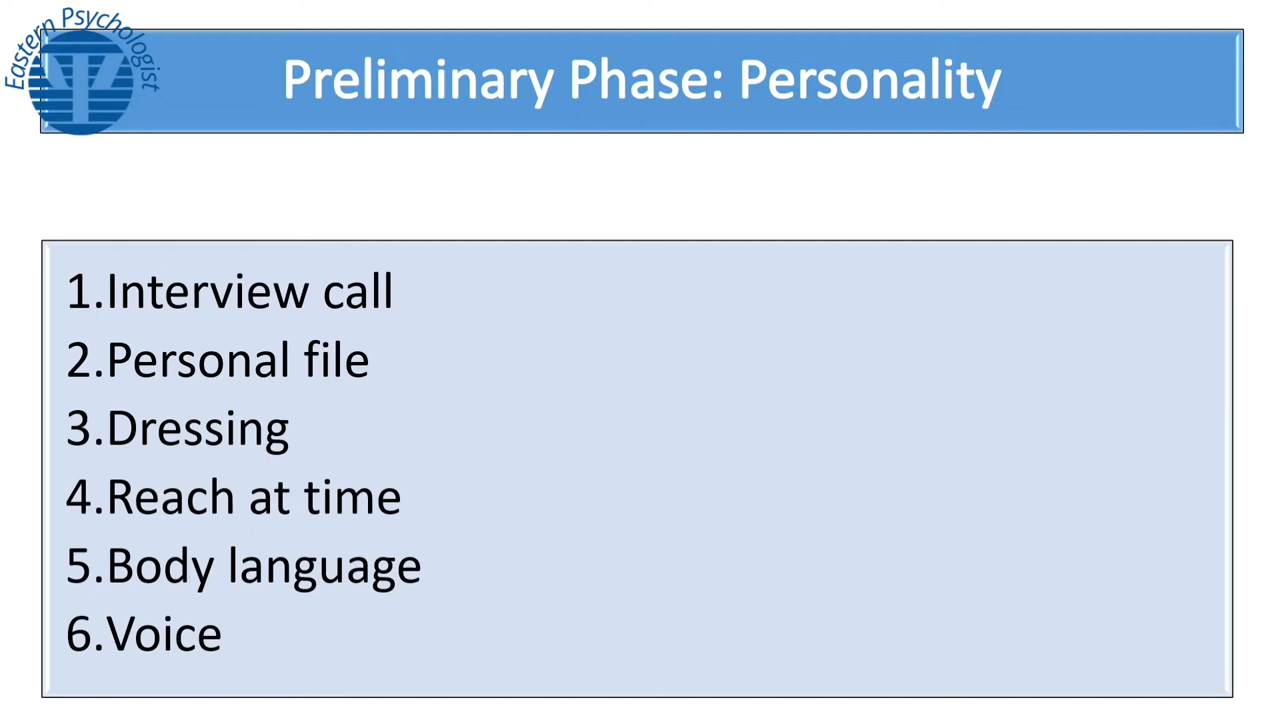 Eastern Psychologist
Preliminary Phase: Personality
1.Interview call
2.Personal file
3.Dressing
4.Reach at time
5.Body language
6.Voice